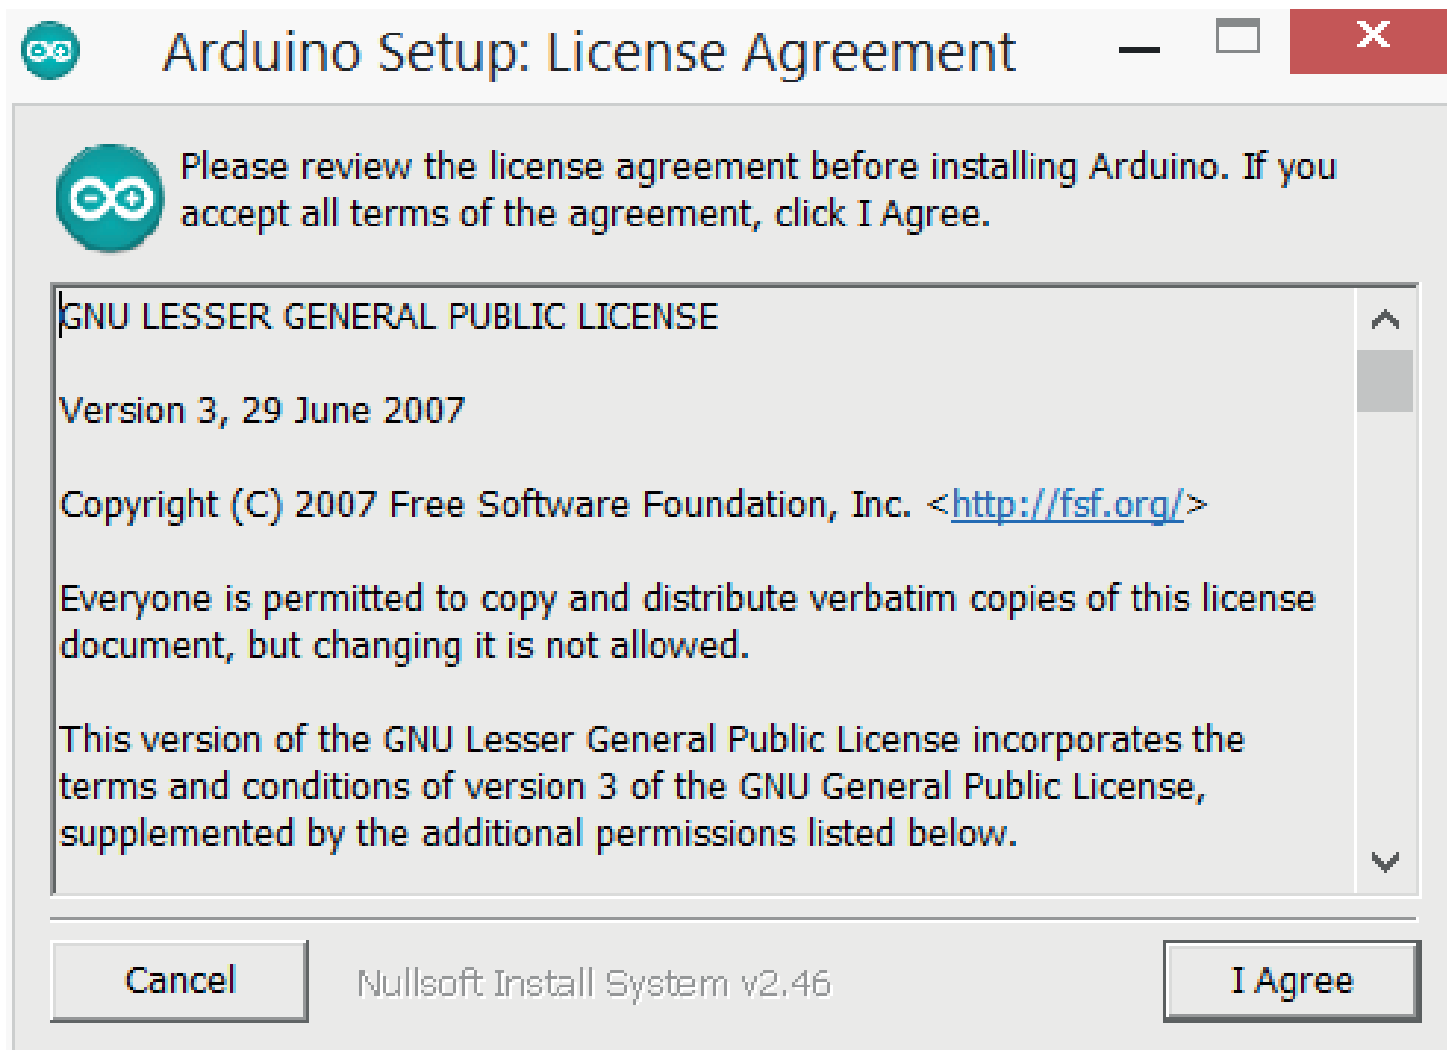 Arduino Setup: License Agreement
Please review the license agreement before installing Arduino. If you
accept all terms of the agreement, click I Agree.
GNU LESSER GENERAL PUBLIC LICENSE
Version 3, 29 June 2007
Copyright (C) 2007 Free Software Foundation, Inc. <http://fsf.org/>
Everyone is permitted to copy and distribute verbatim copies of this license
document, but changing it is not allowed.
This version of the GNU Lesser General Public License incorporates the
terms and conditions of version 3 of the GNU General Public License,
supplemented by the additional permissions listed below.
Cancel
Nullsoft Install System v2.46
I Agree